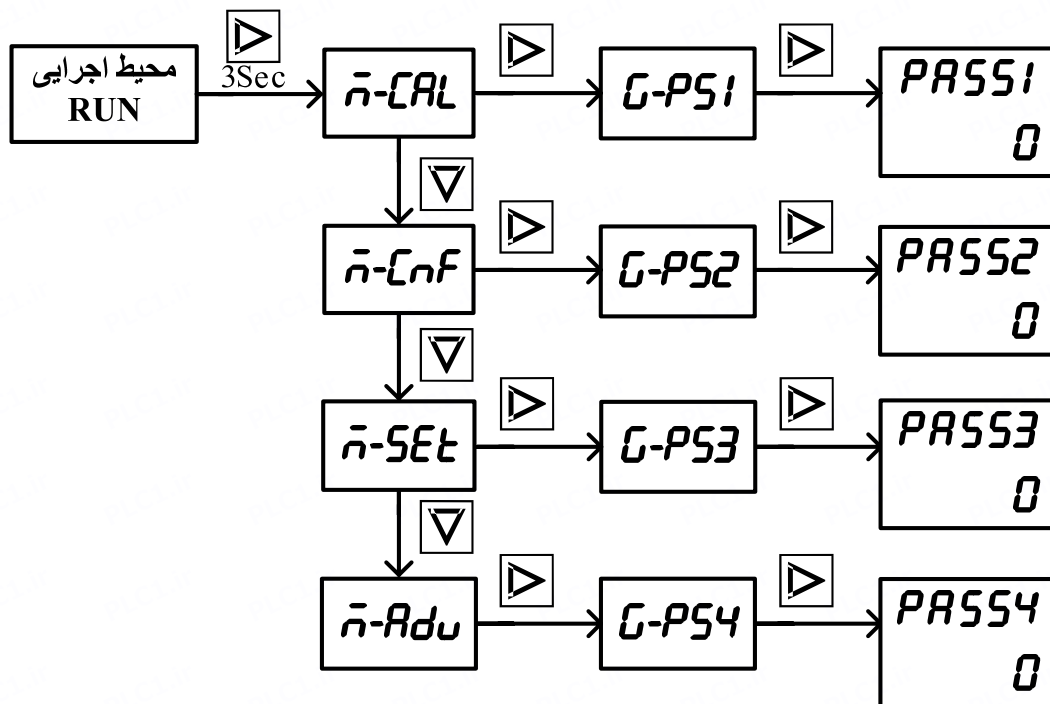 محیط اجرایی
RUN
3Sec
m-CAL
G-PS1
PASS1
0
m-CnF
G-PS2
PASS2
0
m-SEt
G-PS3
PASS3
0
m-Adv
G-PS4
PASS4
0